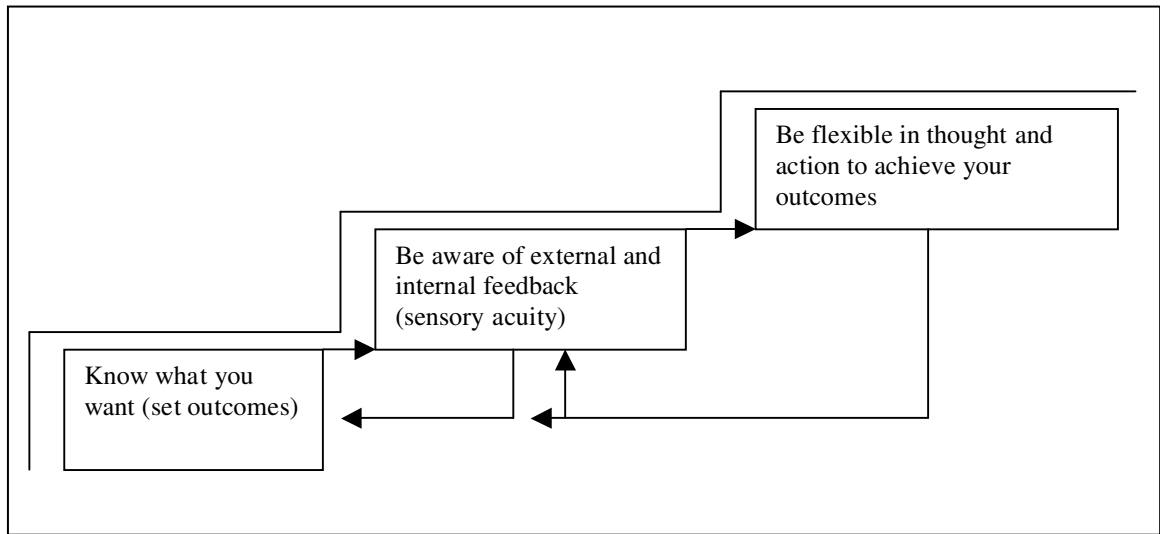 Be flexible in thought and
action to achieve your
outcomes
Be aware of external and
internal feedback
(sensory acuity)
Know what you
want (set outcomes)